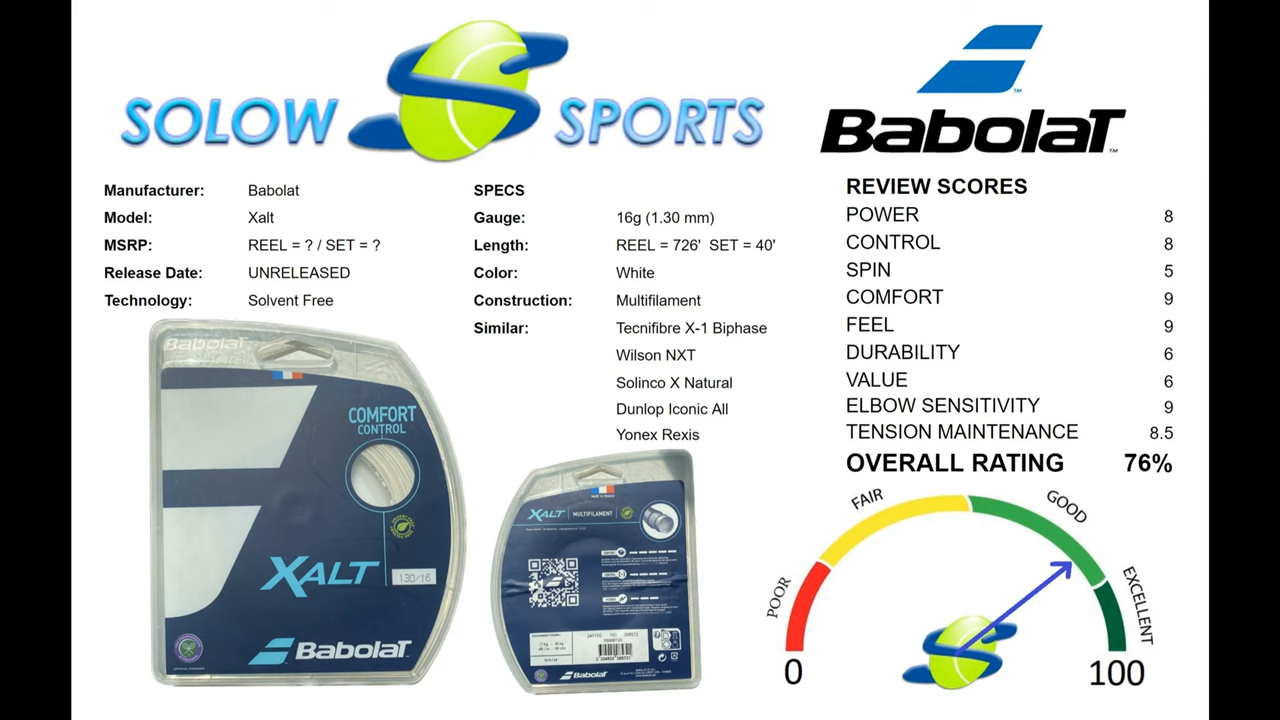 SOLOW SPORTS
BabolaT
Manufacturer: Babolat
Model: Xalt
MSRP: REEL = ? / SET = ?
Release Date: UNRELEASED
Technology: Solvent Free
SPECS
Gauge: 16g (1.30 mm)
Length: REEL = 726' SET = 40'
Color: White
Construction: Multifilament
Similar: Tecnifibre X-1 Biphase
Wilson NXT
Solinco X Natural
Dunlop Iconic All
Yonex Rexis
REVIEW SCORES
POWER 8
CONTROL 8
SPIN 5
COMFORT 9
FEEL 9
DURABILITY 6
VALUE 6
ELBOW SENSITIVITY 9
TENSION MAINTENANCE 8.5
OVERALL RATING 76%
POOR
FAIR
GOOD
EXCELLENT
0
100
Babolat
COMFORT
CONTROL
XALT
130/16
BabolaT
XALT MULTIFILAMENT
BabolaT